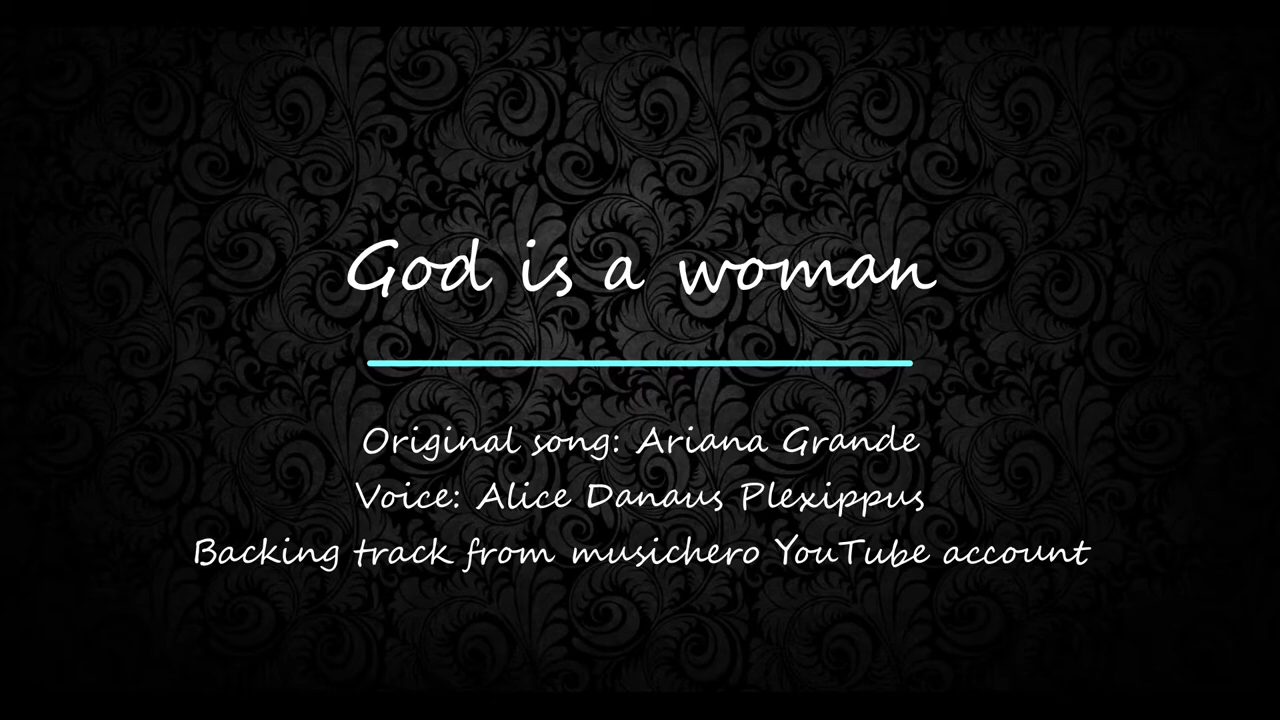 God is a woman
Original song: Ariana Grande
Voice: Alice Danaus Plexippus
Backing track from musichero YouTube account